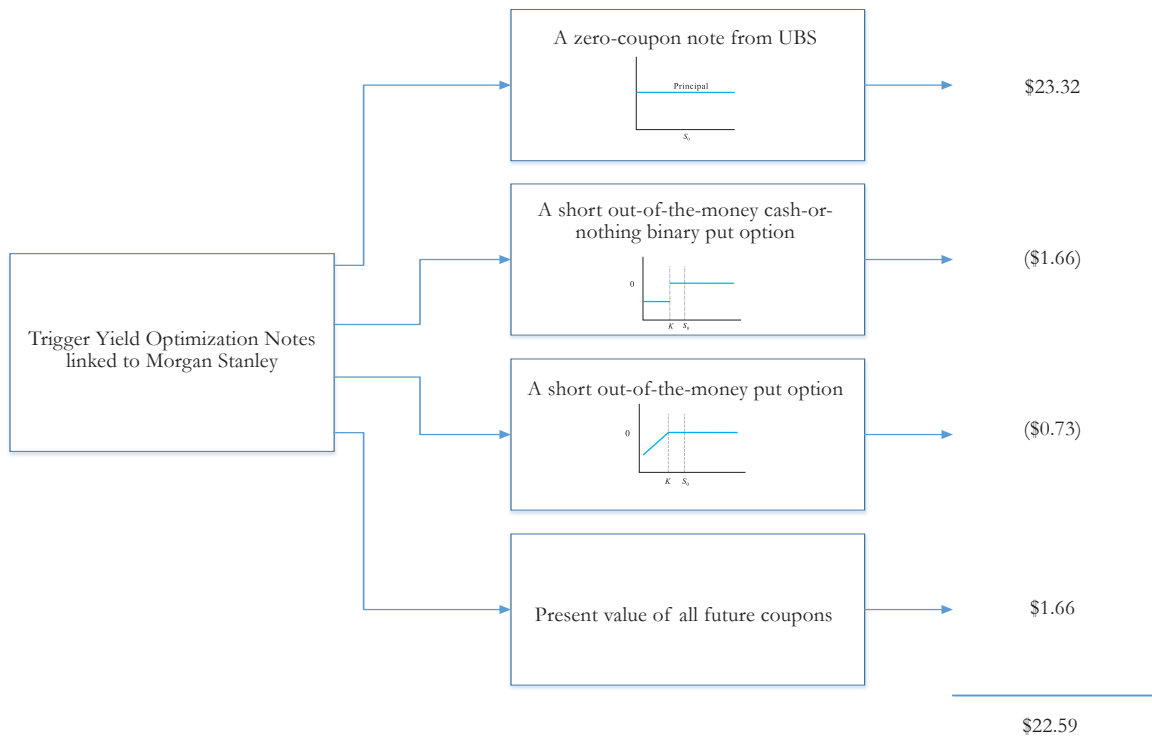 A zero-coupon note from UBS
Principal
S₀
$23.32
A short out-of-the-money cash-or-
nothing binary put option
0
K S₀
($1.66)
Trigger Yield Optimization Notes
linked to Morgan Stanley
A short out-of-the-money put option
0
K S₀
($0.73)
Present value of all future coupons
$1.66
$22.59